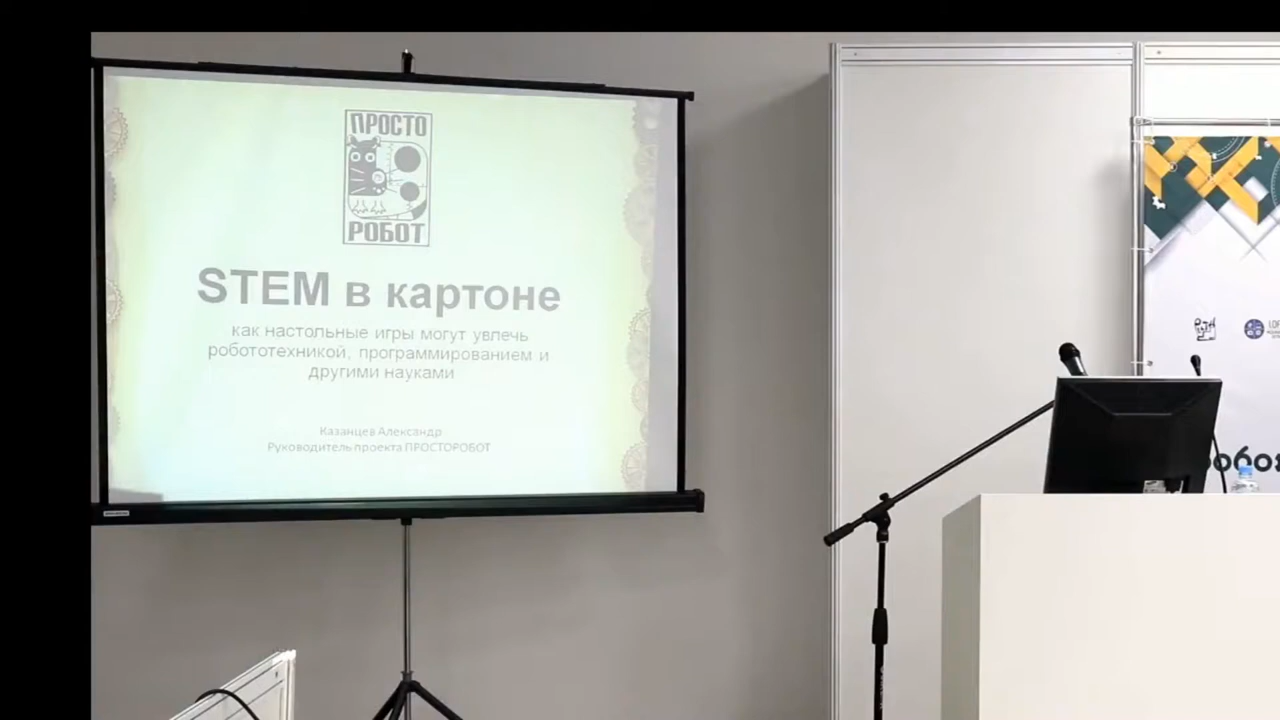 ПРОСТО
РОБОТ
STEM в картоне
как настольные игры могут увлечь
робототехникой, программированием и
другими науками
Казанцев Александр
Руководитель проекта ПРОСТОРОБОТ